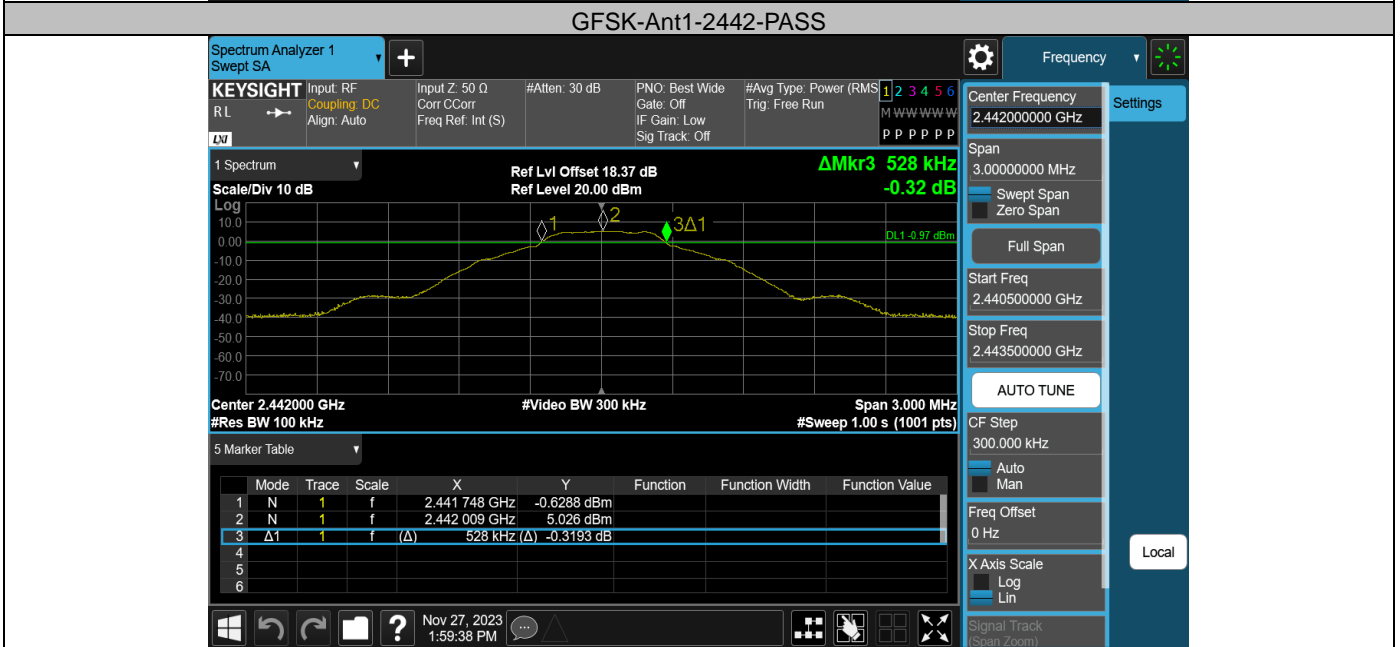 GFSK-Ant1-2442-PASS
Spectrum Analyzer 1
Swept SA
Frequency
KEYSIGHT
RL
LXI
Input: RF
Coupling: DC
Align: Auto
Input Z: 50 Ω
Corr CCorr
Freq Ref: Int (S)
#Atten: 30 dB
PNO: Best Wide
Gate: Off
IF Gain: Low
Sig Track: Off
#Avg Type: Power (RMS
Trig: Free Run
1 2 3 4 5 6
M W W W W W
P P P P P P
1 Spectrum
Scale/Div 10 dB
Ref Lvl Offset 18.37 dB
Ref Level 20.00 dBm
ΔMkr3 528 kHz
-0.32 dB
Log
10.0
0.00
-10.0
-20.0
-30.0
-40.0
-50.0
-60.0
-70.0
1
2
3Δ1
DL1 -0.97 dBm
Center 2.442000 GHz
#Res BW 100 kHz
#Video BW 300 kHz
Span 3.000 MHz
#Sweep 1.00 s (1001 pts)
5 Marker Table
Mode Trace Scale X Y Function Function Width Function Value
1 N 1 f 2.441 748 GHz -0.6288 dBm
2 N 1 f 2.442 009 GHz 5.026 dBm
3 Δ1 1 f (Δ) 528 kHz (Δ) -0.3193 dB
4
5
6
Nov 27, 2023
1:59:38 PM
Center Frequency
2.442000000 GHz
Settings
Span
3.00000000 MHz
Swept Span
Zero Span
Full Span
Start Freq
2.440500000 GHz
Stop Freq
2.443500000 GHz
AUTO TUNE
CF Step
300.000 kHz
Auto
Man
Freq Offset
0 Hz
X Axis Scale
Log
Lin
Signal Track
(Span Zoom)
Local